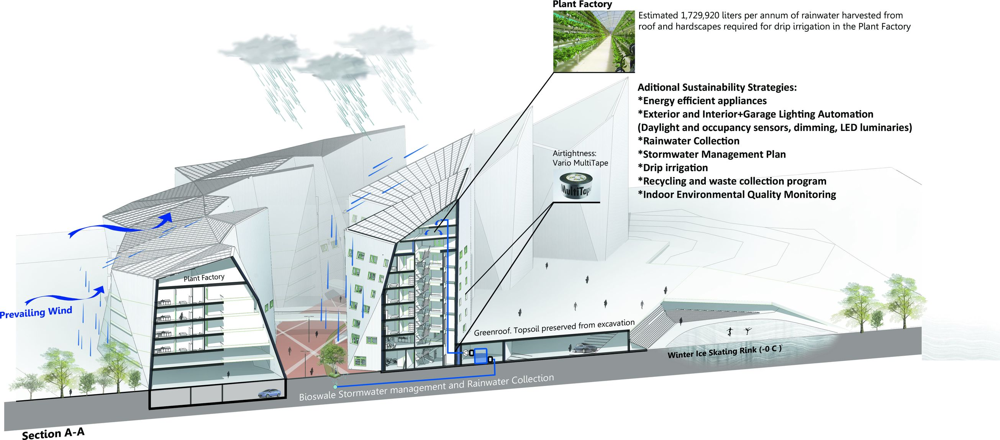 Plant Factory
Estimated 1,729,920 liters per annum of rainwater harvested from
roof and hardscapes required for drip irrigation in the Plant Factory
Aditional Sustainability Strategies:
*Energy efficient appliances
*Exterior and Interior+Garage Lighting Automation
(Daylight and occupancy sensors, dimming, LED luminaries)
*Rainwater Collection
*Stormwater Management Plan
*Drip irrigation
*Recycling and waste collection program
*Indoor Environmental Quality Monitoring
Airtightness:
Vario MultiTape
MultiTape
Plant Factory
Prevailing Wind
Greenroof. Topsoil preserved from excavation
Winter Ice Skating Rink (-0 C°)
Bioswale Stormwater management and Rainwater Collection
Section A-A